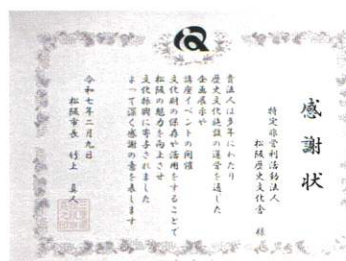 感謝状
特定非営利活動法人
松阪歴史文化舎 様
貴法人は多年にわたり
歴史文化施設の運営を通した
企画展示や
講座イベントの開催
文化財の保存や活用をすることで
松阪の魅力を向上させ
文化振興に寄与されました
よって深く感謝の意を表します
令和七年二月九日
松阪市長 竹上 真人